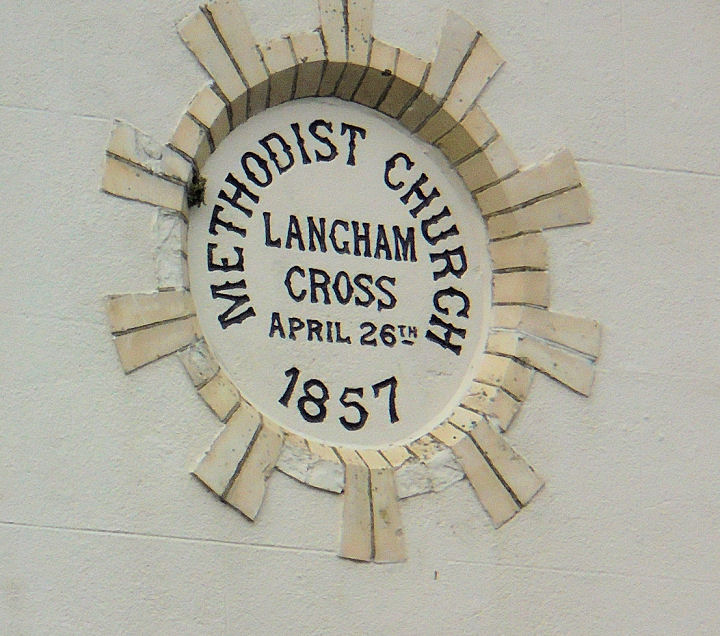 METHODIST CHURCH
LANGHAM
CROSS
APRIL 26TH
1857